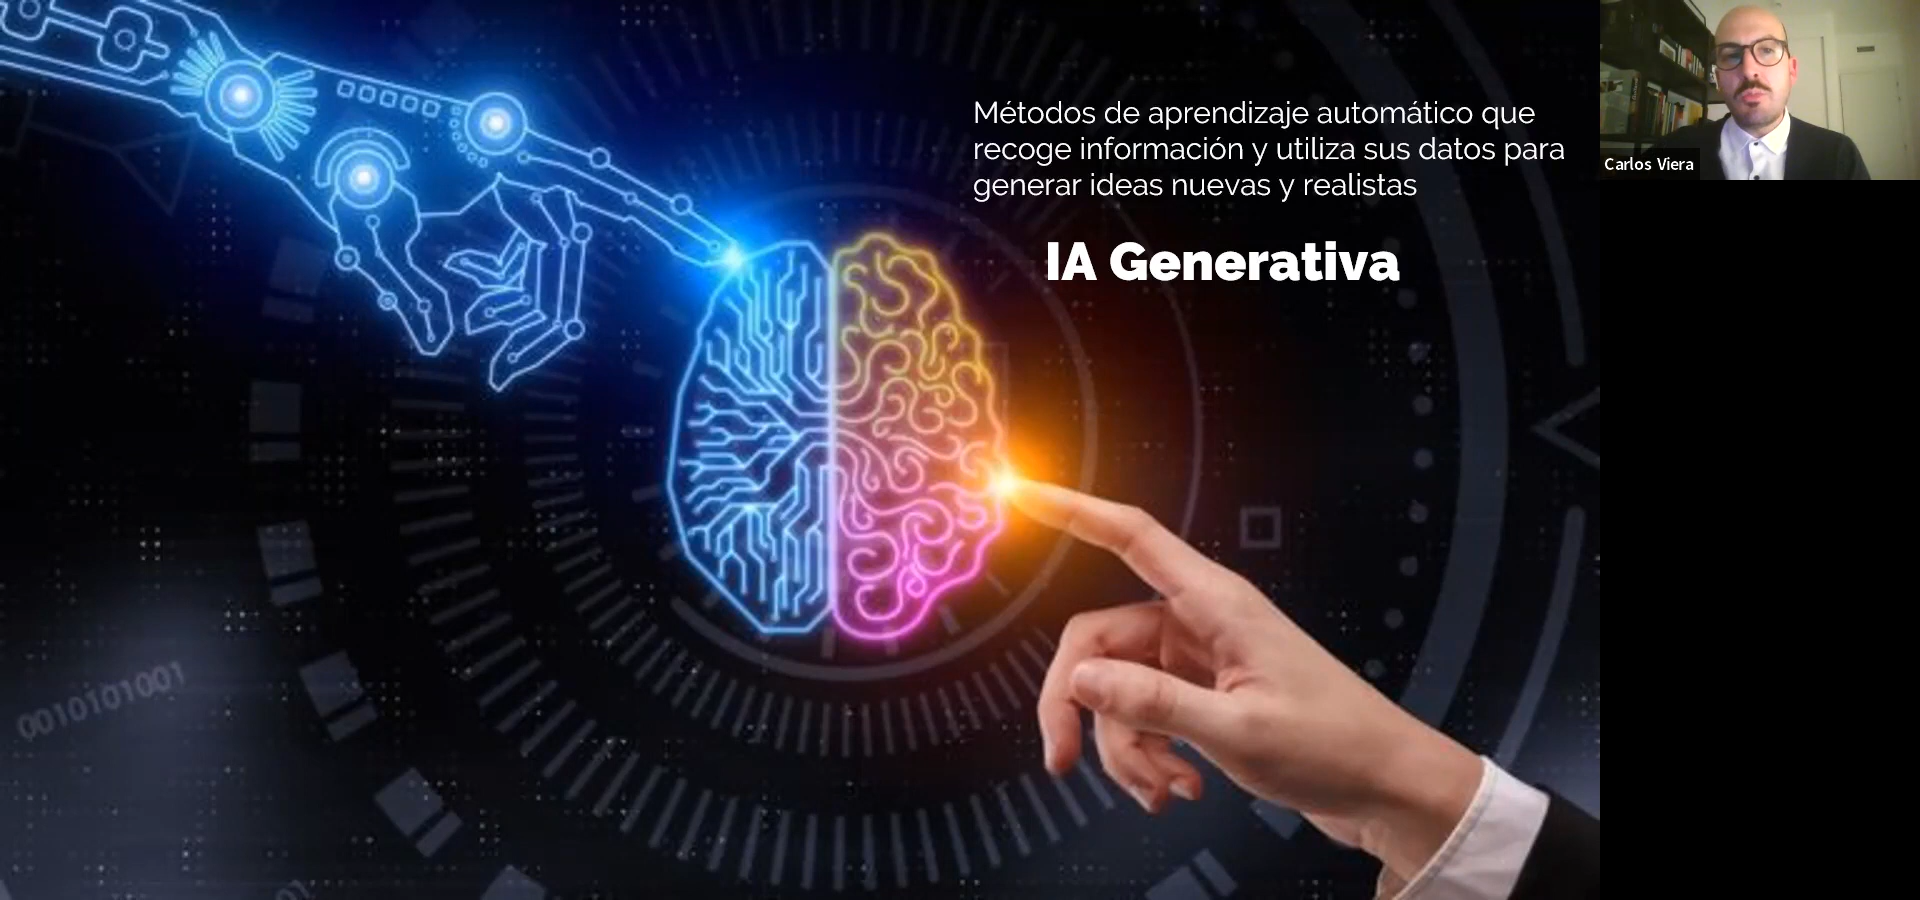 Métodos de aprendizaje automático que
recoge información y utiliza sus datos para
generar ideas nuevas y realistas
IA Generativa
Carlos Viera
0010101001
01